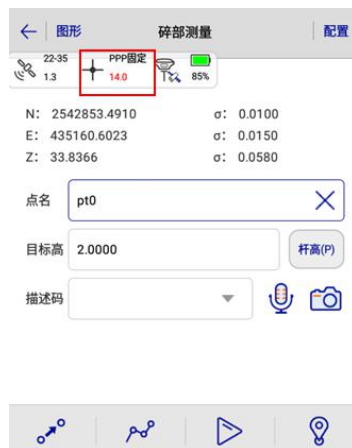 图形 碎部测量 配置
22-35 PPP固定
1.3 14.0 85%
N: 2542853.4910 σ: 0.0100
E: 435160.6023 σ: 0.0150
Z: 33.8366 σ: 0.0580
点名 pt0
目标高 2.0000 杆高(P)
描述码